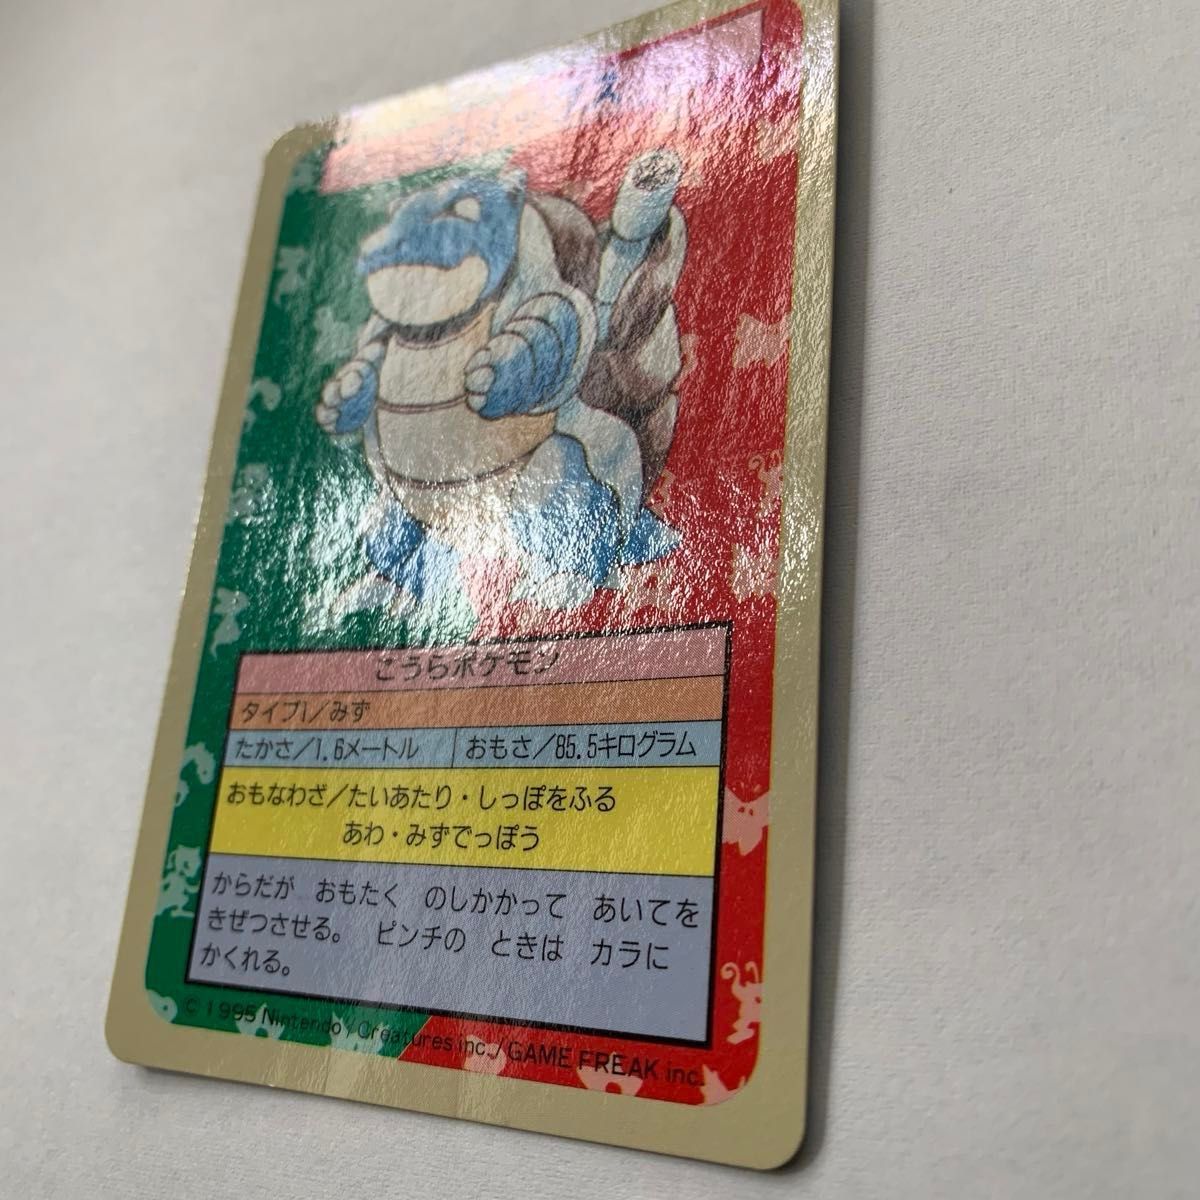 こうらポケモン
タイプ1/みず
たかさ/1.6メートル おもさ/85.5キログラム
おもなわざ/たいあたり・しっぽをふる
あわ・みずでっぽう
からだが おもたく のしかかって あいてを
きぜつさせる。 ピンチの ときは カラに
かくれる。
© 1995 Nintendo/Creatures inc./GAME FREAK inc.